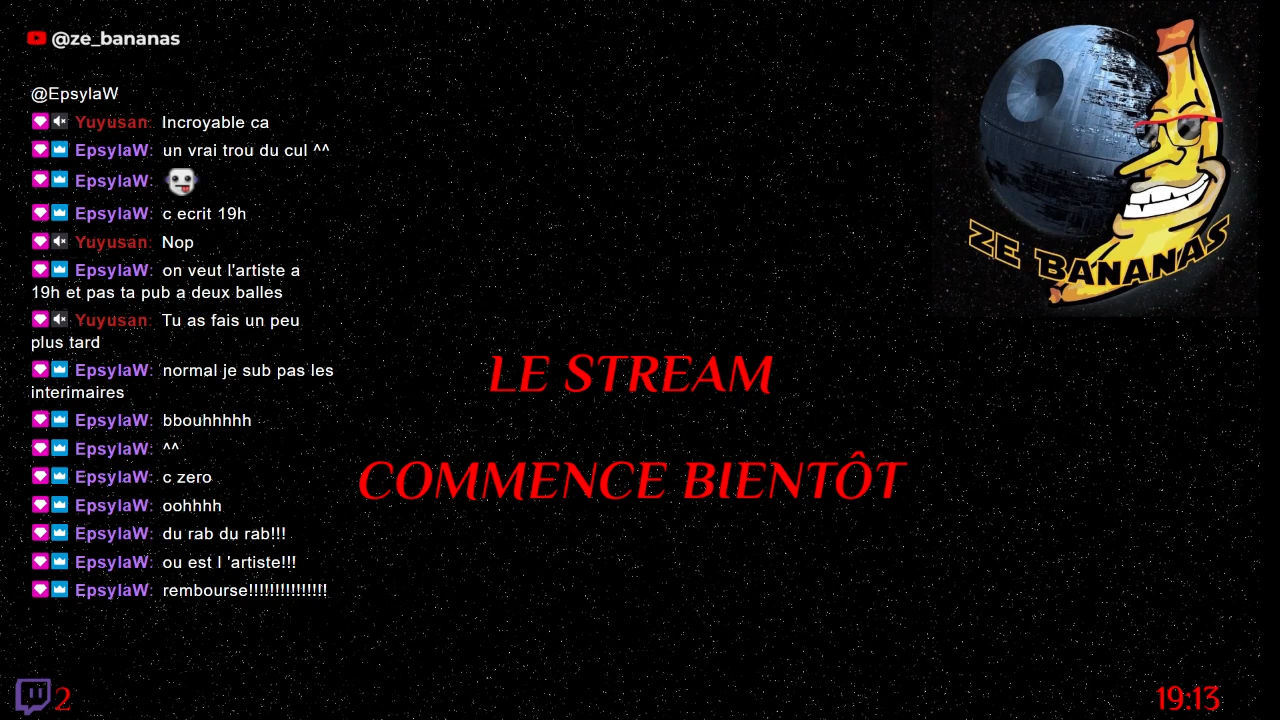 @ze_bananas
@EpsylaW
Yuyusan: Incroyable ca
EpsylaW: un vrai trou du cul ^^
EpsylaW:
EpsylaW: c ecrit 19h
Yuyusan: Nop
EpsylaW: on veut l'artiste a
19h et pas ta pub a deux balles
Yuyusan: Tu as fais un peu
plus tard
EpsylaW: normal je sub pas les
interimaires
EpsylaW: bbouhhhhh
EpsylaW: ^^
EpsylaW: c zero
EpsylaW: oohhhh
EpsylaW: du rab du rab!!!
EpsylaW: ou est l 'artiste!!!
EpsylaW: rembourse!!!!!!!!!!!!!!!
ZE BANANAS
LE STREAM
COMMENCE BIENTÔT
2
19:13